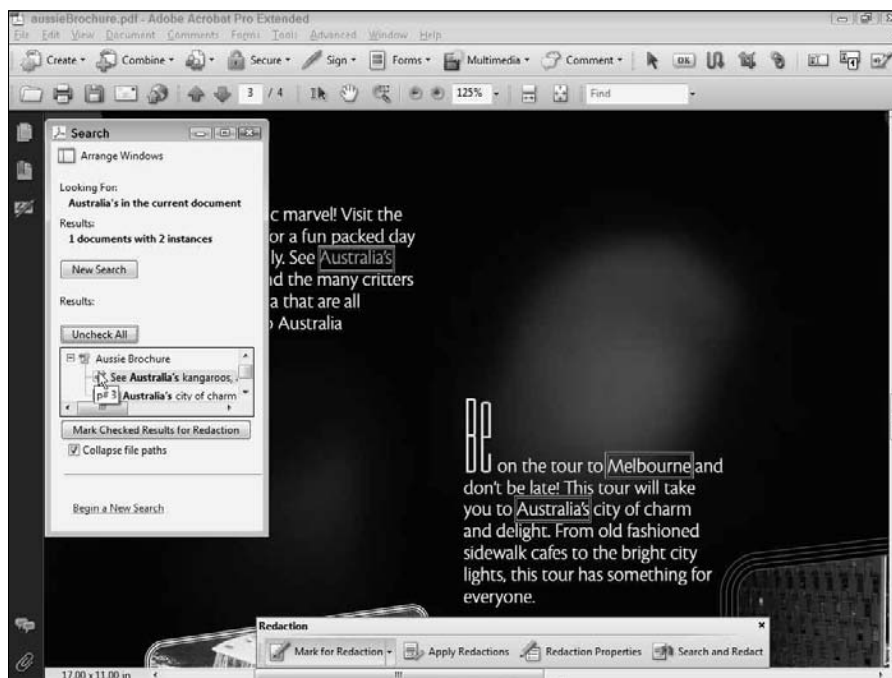 aussieBrochure.pdf - Adobe Acrobat Pro Extended
File Edit View Document Comments Forms Tools Advanced Window Help
Create Combine Secure Sign Forms Multimedia Comment OK
3 / 4 125% Find
Search
Arrange Windows
Looking For:
Australia's in the current document
Results:
1 documents with 2 instances
New Search
Results:
Uncheck All
Aussie Brochure
See Australia's kangaroos,
p# 3 Australia's city of charm
Mark Checked Results for Redaction
Collapse file paths
Begin a New Search
c marvel! Visit the
or a fun packed day
ly. See Australia's
d the many critters
a that are all
Australia
Be on the tour to Melbourne and
don't be late! This tour will take
you to Australia's city of charm
and delight. From old fashioned
sidewalk cafes to the bright city
lights, this tour has something for
everyone.
Redaction
Mark for Redaction Apply Redactions Redaction Properties Search and Redact
17.00 x 11.00 in